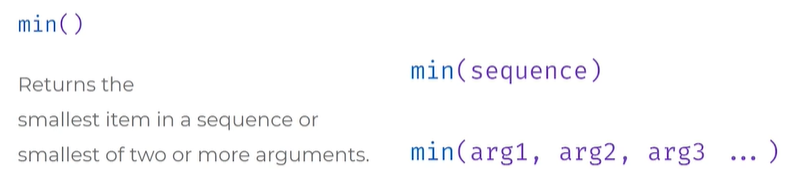 min()
Returns the
smallest item in a sequence or
smallest of two or more arguments.
min(sequence)
min(arg1, arg2, arg3 ... )